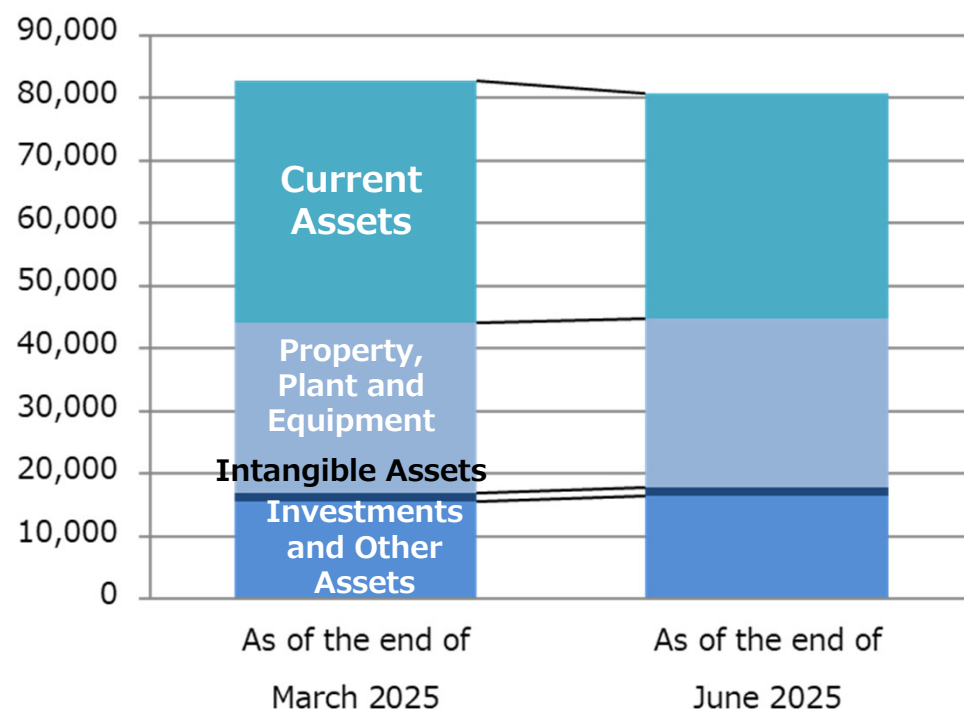 90,000
80,000
70,000
60,000
50,000
40,000
30,000
20,000
10,000
0
Current
Assets
Property,
Plant and
Equipment
Intangible Assets
Investments
and Other
Assets
As of the end of
March 2025
As of the end of
June 2025